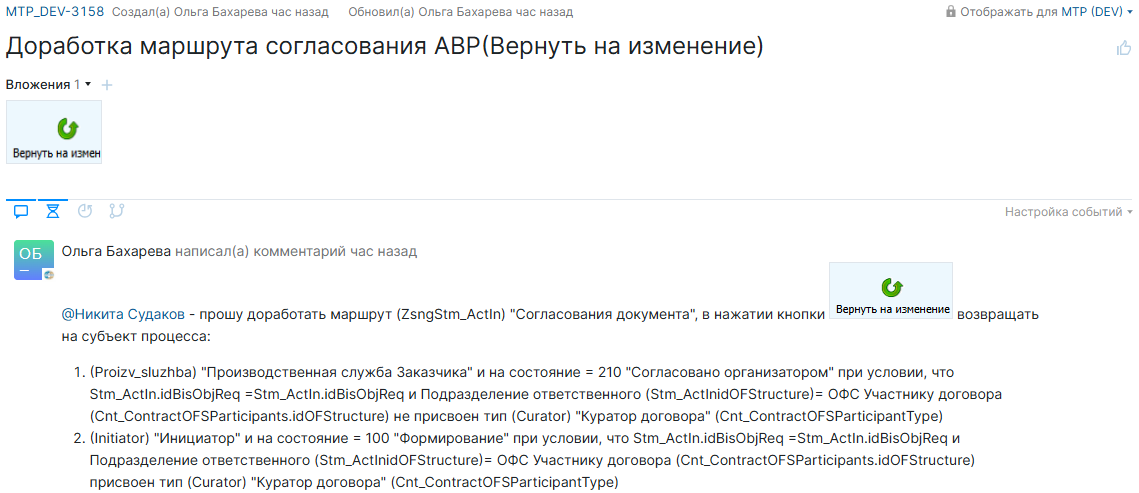 MTP_DEV-3158 Создал(а) Ольга Бахарева час назад Обновил(а) Ольга Бахарева час назад Отображать для MTP (DEV)
Доработка маршрута согласования АВР(Вернуть на изменение)
Вложения 1
Вернуть на измен
Настройка событий
ОБ
Ольга Бахарева написал(а) комментарий час назад
Вернуть на изменение
@Никита Судаков - прошу доработать маршрут (ZsngStm_ActIn) "Согласования документа", в нажатии кнопки возвращать
на субъект процесса:
1. (Proizv_sluzhba) "Производственная служба Заказчика" и на состояние = 210 "Согласовано организатором" при условии, что
Stm_ActIn.idBisObjReq =Stm_ActIn.idBisObjReq и Подразделение ответственного (Stm_ActInidOFStructure)= ОФС Участнику договора
(Cnt_ContractOFSParticipants.idOFStructure) не присвоен тип (Curator) "Куратор договора" (Cnt_ContractOFSParticipantType)
2. (Initiator) "Инициатор" и на состояние = 100 "Формирование" при условии, что Stm_ActIn.idBisObjReq =Stm_ActIn.idBisObjReq и
Подразделение ответственного (Stm_ActInidOFStructure)= ОФС Участнику договора (Cnt_ContractOFSParticipants.idOFStructure)
присвоен тип (Curator) "Куратор договора" (Cnt_ContractOFSParticipantType)